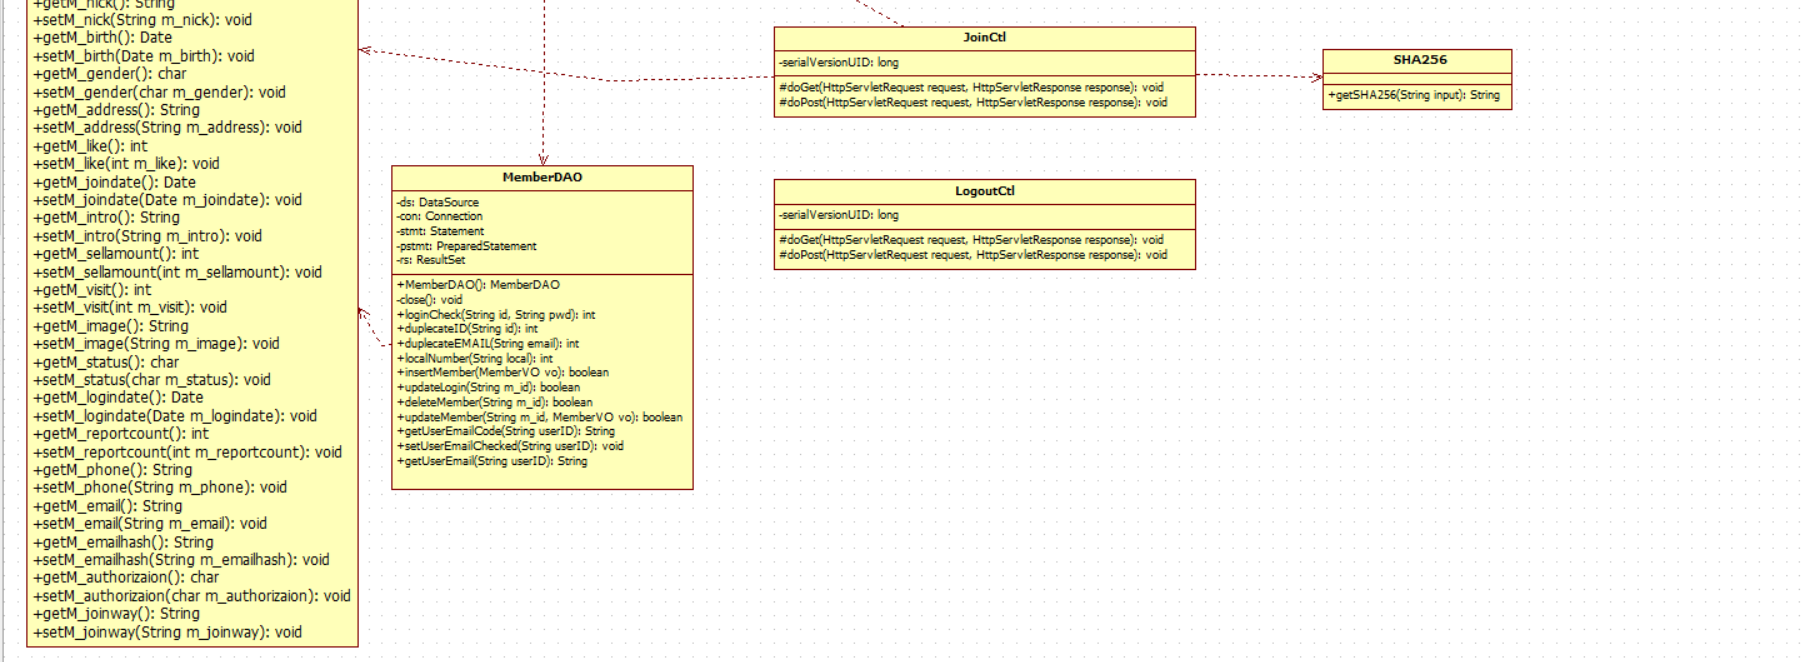 +getM_nick(): String
+setM_nick(String m_nick): void
+getM_birth(): Date
+setM_birth(Date m_birth): void
+getM_gender(): char
+setM_gender(char m_gender): void
+getM_address(): String
+setM_address(String m_address): void
+getM_like(): int
+setM_like(int m_like): void
+getM_joindate(): Date
+setM_joindate(Date m_joindate): void
+getM_intro(): String
+setM_intro(String m_intro): void
+getM_sellamount(): int
+setM_sellamount(int m_sellamount): void
+getM_visit(): int
+setM_visit(int m_visit): void
+getM_image(): String
+setM_image(String m_image): void
+getM_status(): char
+setM_status(char m_status): void
+getM_logindate(): Date
+setM_logindate(Date m_logindate): void
+getM_reportcount(): int
+setM_reportcount(int m_reportcount): void
+getM_phone(): String
+setM_phone(String m_phone): void
+getM_email(): String
+setM_email(String m_email): void
+getM_emailhash(): String
+setM_emailhash(String m_emailhash): void
+getM_authorizaion(): char
+setM_authorizaion(char m_authorizaion): void
+getM_joinway(): String
+setM_joinway(String m_joinway): void
MemberDAO
-ds: DataSource
-con: Connection
-stmt: Statement
-pstmt: PreparedStatement
-rs: ResultSet
+MemberDAO(): MemberDAO
-close(): void
+loginCheck(String id, String pwd): int
+duplecateID(String id): int
+duplecateEMAIL(String email): int
+localNumber(String local): int
+insertMember(MemberVO vo): boolean
+updateLogin(String m_id): boolean
+deleteMember(String m_id): boolean
+updateMember(String m_id, MemberVO vo): boolean
+getUserEmailCode(String userID): String
+setUserEmailChecked(String userID): void
+getUserEmail(String userID): String
JoinCtl
-serialVersionUID: long
#doGet(HttpServletRequest request, HttpServletResponse response): void
#doPost(HttpServletRequest request, HttpServletResponse response): void
LogoutCtl
-serialVersionUID: long
#doGet(HttpServletRequest request, HttpServletResponse response): void
#doPost(HttpServletRequest request, HttpServletResponse response): void
SHA256
+getSHA256(String input): String